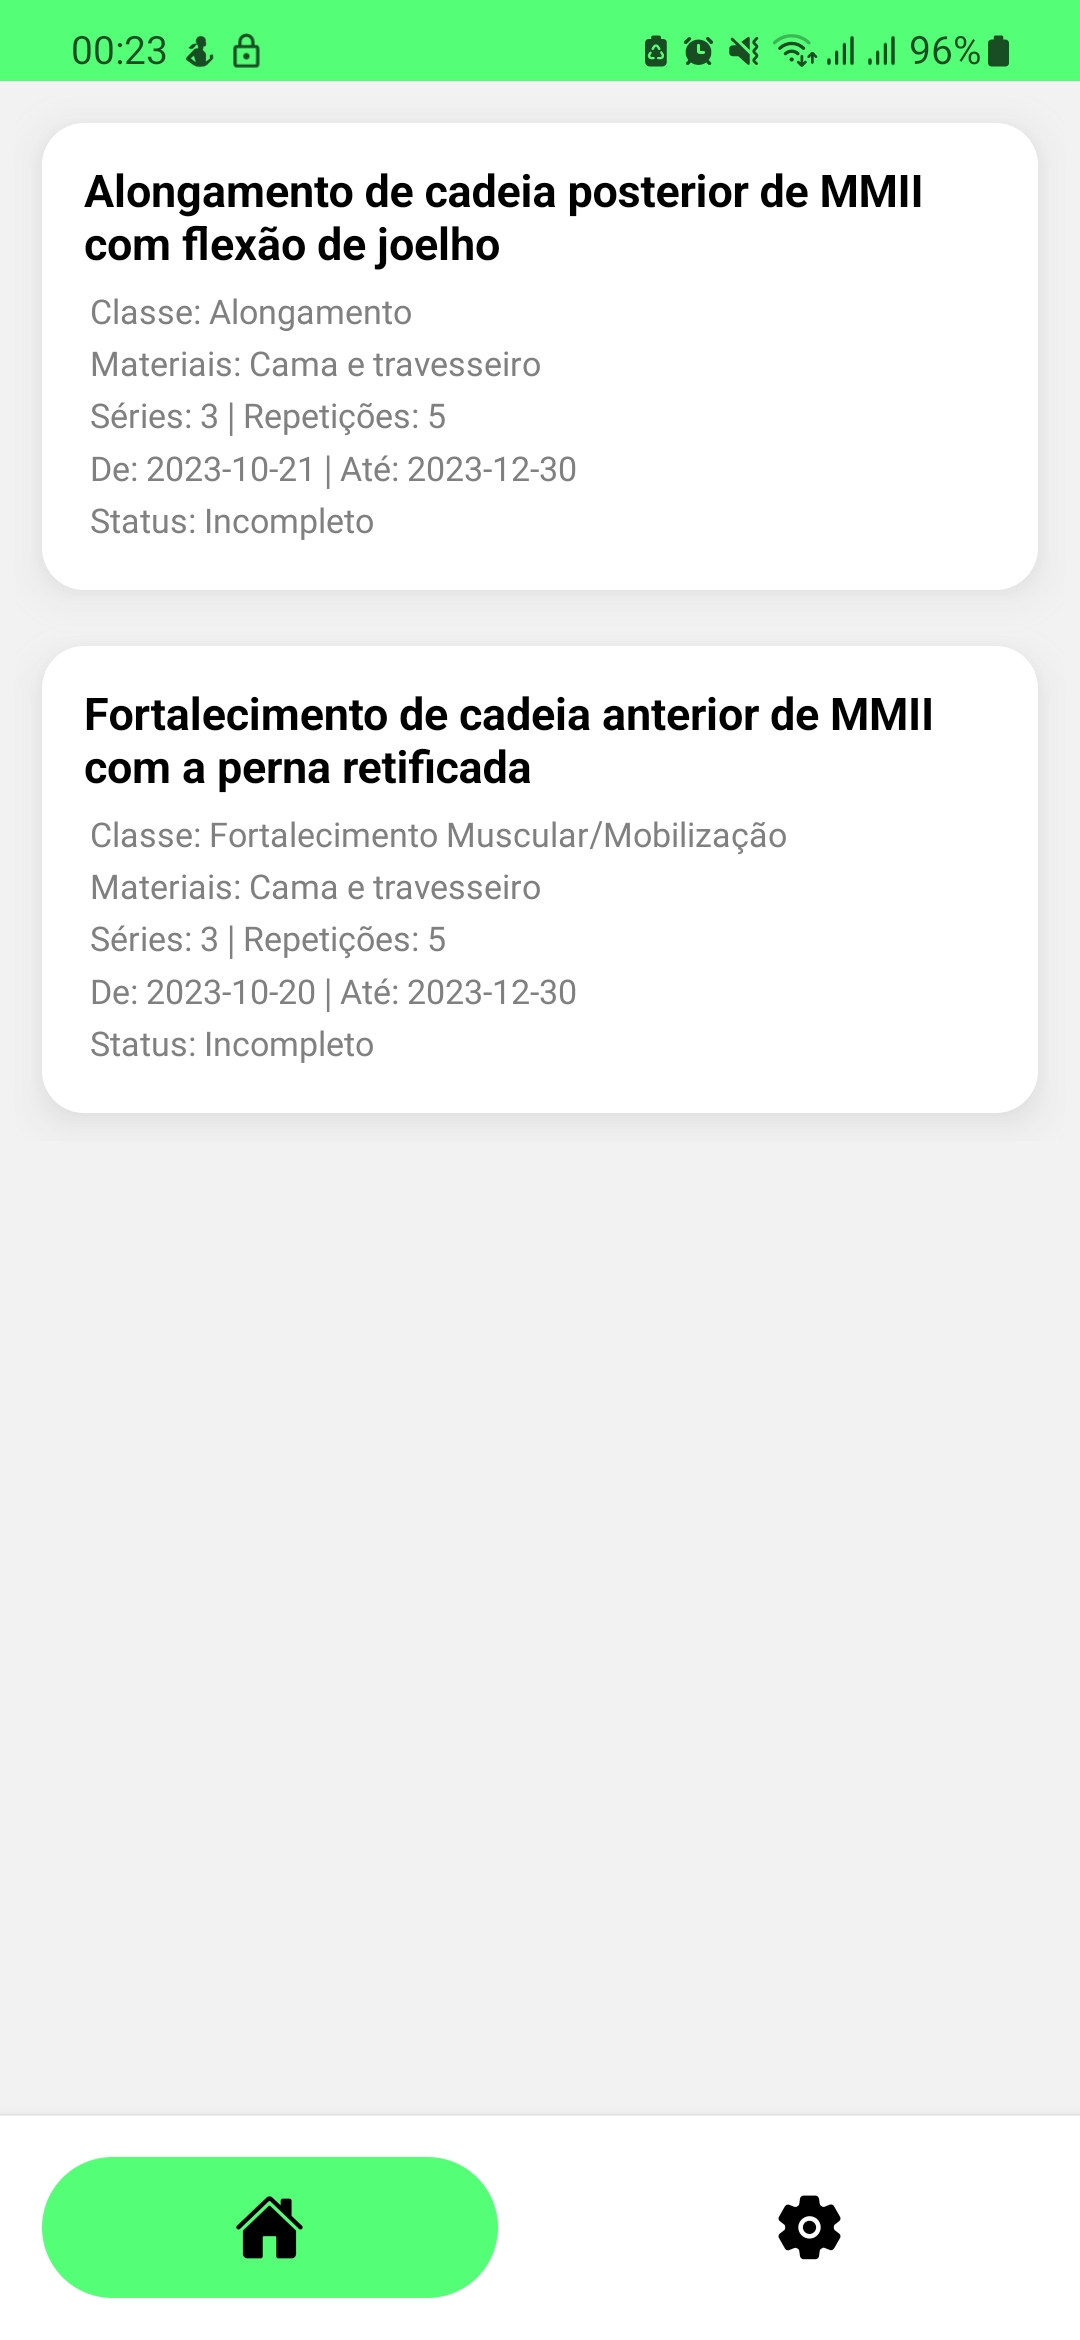 00:23
96%
Alongamento de cadeia posterior de MMII
com flexão de joelho
Classe: Alongamento
Materiais: Cama e travesseiro
Séries: 3 | Repetições: 5
De: 2023-10-21 | Até: 2023-12-30
Status: Incompleto
Fortalecimento de cadeia anterior de MMII
com a perna retificada
Classe: Fortalecimento Muscular/Mobilização
Materiais: Cama e travesseiro
Séries: 3 | Repetições: 5
De: 2023-10-20 | Até: 2023-12-30
Status: Incompleto